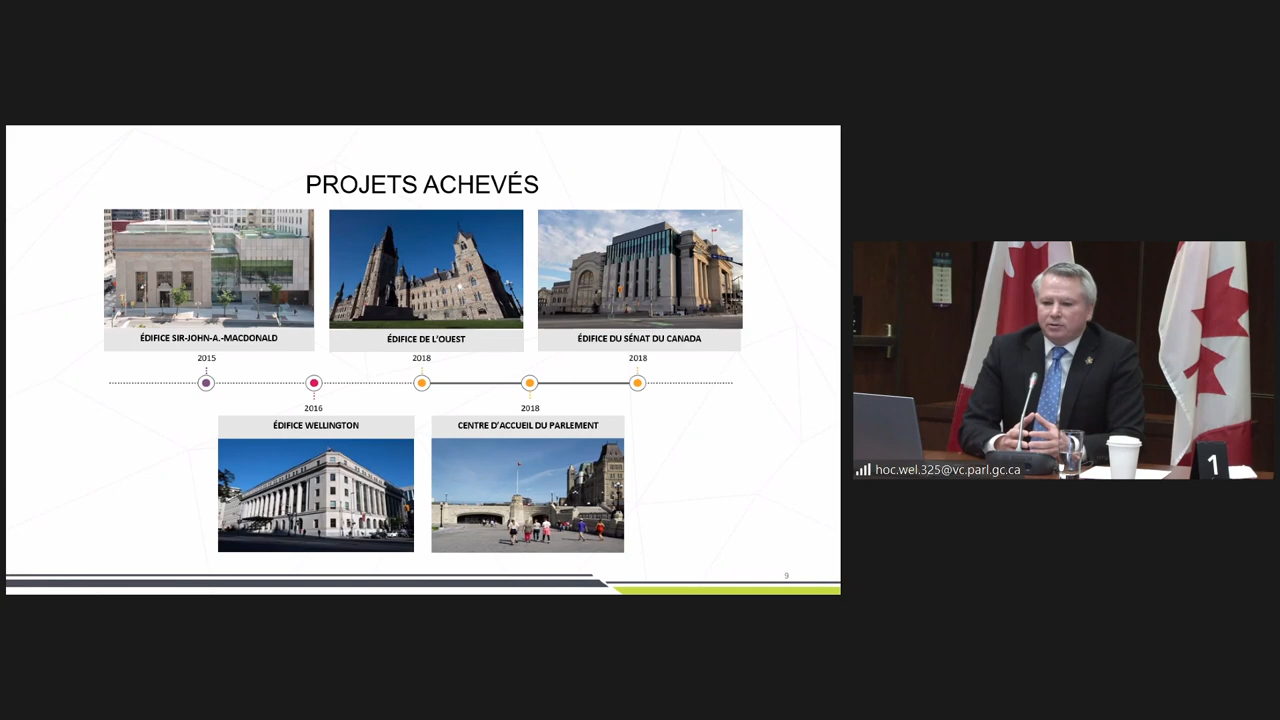 PROJETS ACHEVÉS
ÉDIFICE SIR-JOHN-A.-MACDONALD
ÉDIFICE DE L'OUEST
ÉDIFICE DU SÉNAT DU CANADA
2015
2018
2018
2016
2018
ÉDIFICE WELLINGTON
CENTRE D'ACCUEIL DU PARLEMENT
9
hoc.wel.325@vc.parl.gc.ca
1